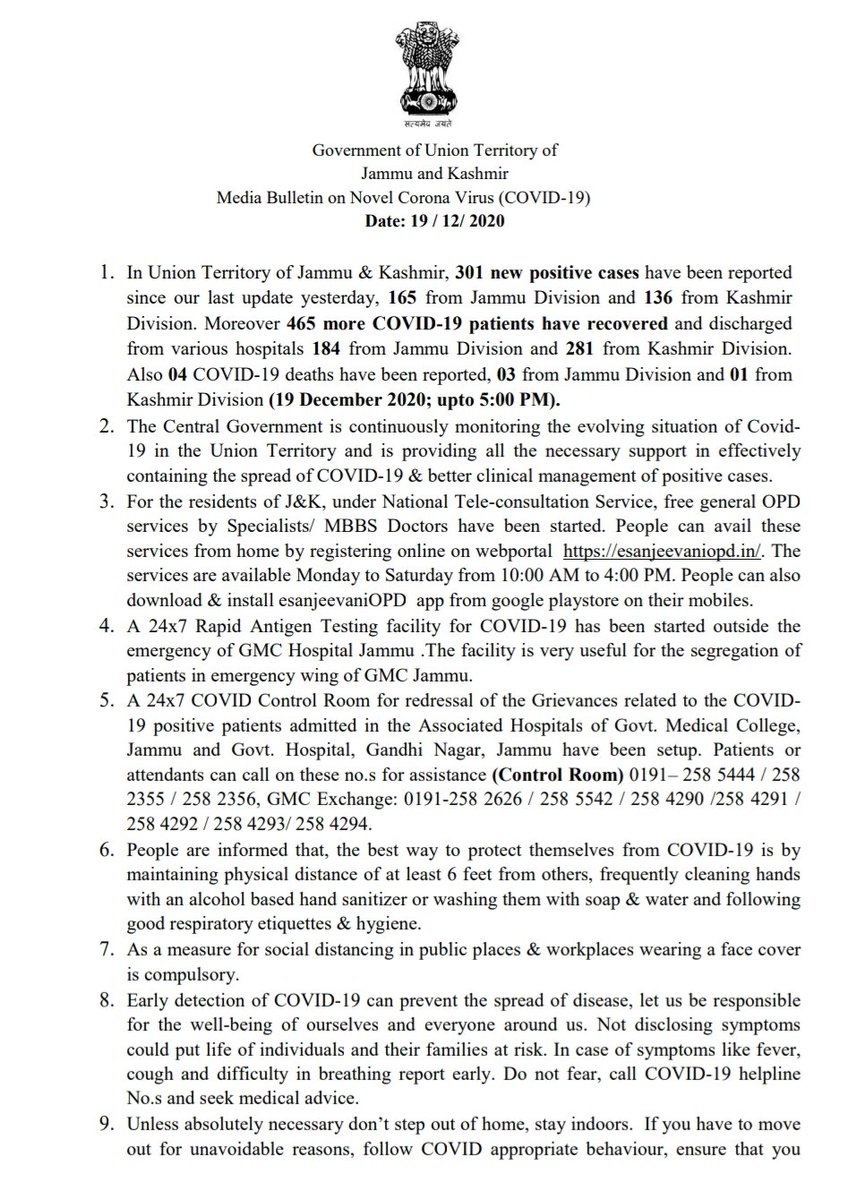 सत्यमेव जयते
Government of Union Territory of
Jammu and Kashmir
Media Bulletin on Novel Corona Virus (COVID-19)
Date: 19 / 12/ 2020
1. In Union Territory of Jammu & Kashmir, 301 new positive cases have been reported
since our last update yesterday, 165 from Jammu Division and 136 from Kashmir
Division. Moreover 465 more COVID-19 patients have recovered and discharged
from various hospitals 184 from Jammu Division and 281 from Kashmir Division.
Also 04 COVID-19 deaths have been reported, 03 from Jammu Division and 01 from
Kashmir Division (19 December 2020; upto 5:00 PM).
2. The Central Government is continuously monitoring the evolving situation of Covid-
19 in the Union Territory and is providing all the necessary support in effectively
containing the spread of COVID-19 & better clinical management of positive cases.
3. For the residents of J&K, under National Tele-consultation Service, free general OPD
services by Specialists/ MBBS Doctors have been started. People can avail these
services from home by registering online on webportal https://esanjeevaniopd.in/. The
services are available Monday to Saturday from 10:00 AM to 4:00 PM. People can also
download & install esanjeevaniOPD app from google playstore on their mobiles.
4. A 24x7 Rapid Antigen Testing facility for COVID-19 has been started outside the
emergency of GMC Hospital Jammu .The facility is very useful for the segregation of
patients in emergency wing of GMC Jammu.
5. A 24x7 COVID Control Room for redressal of the Grievances related to the COVID-
19 positive patients admitted in the Associated Hospitals of Govt. Medical College,
Jammu and Govt. Hospital, Gandhi Nagar, Jammu have been setup. Patients or
attendants can call on these no.s for assistance (Control Room) 0191– 258 5444 / 258
2355 / 258 2356, GMC Exchange: 0191-258 2626 / 258 5542 / 258 4290 /258 4291 /
258 4292 / 258 4293/ 258 4294.
6. People are informed that, the best way to protect themselves from COVID-19 is by
maintaining physical distance of at least 6 feet from others, frequently cleaning hands
with an alcohol based hand sanitizer or washing them with soap & water and following
good respiratory etiquettes & hygiene.
7. As a measure for social distancing in public places & workplaces wearing a face cover
is compulsory.
8. Early detection of COVID-19 can prevent the spread of disease, let us be responsible
for the well-being of ourselves and everyone around us. Not disclosing symptoms
could put life of individuals and their families at risk. In case of symptoms like fever,
cough and difficulty in breathing report early. Do not fear, call COVID-19 helpline
No.s and seek medical advice.
9. Unless absolutely necessary don’t step out of home, stay indoors. If you have to move
out for unavoidable reasons, follow COVID appropriate behaviour, ensure that you